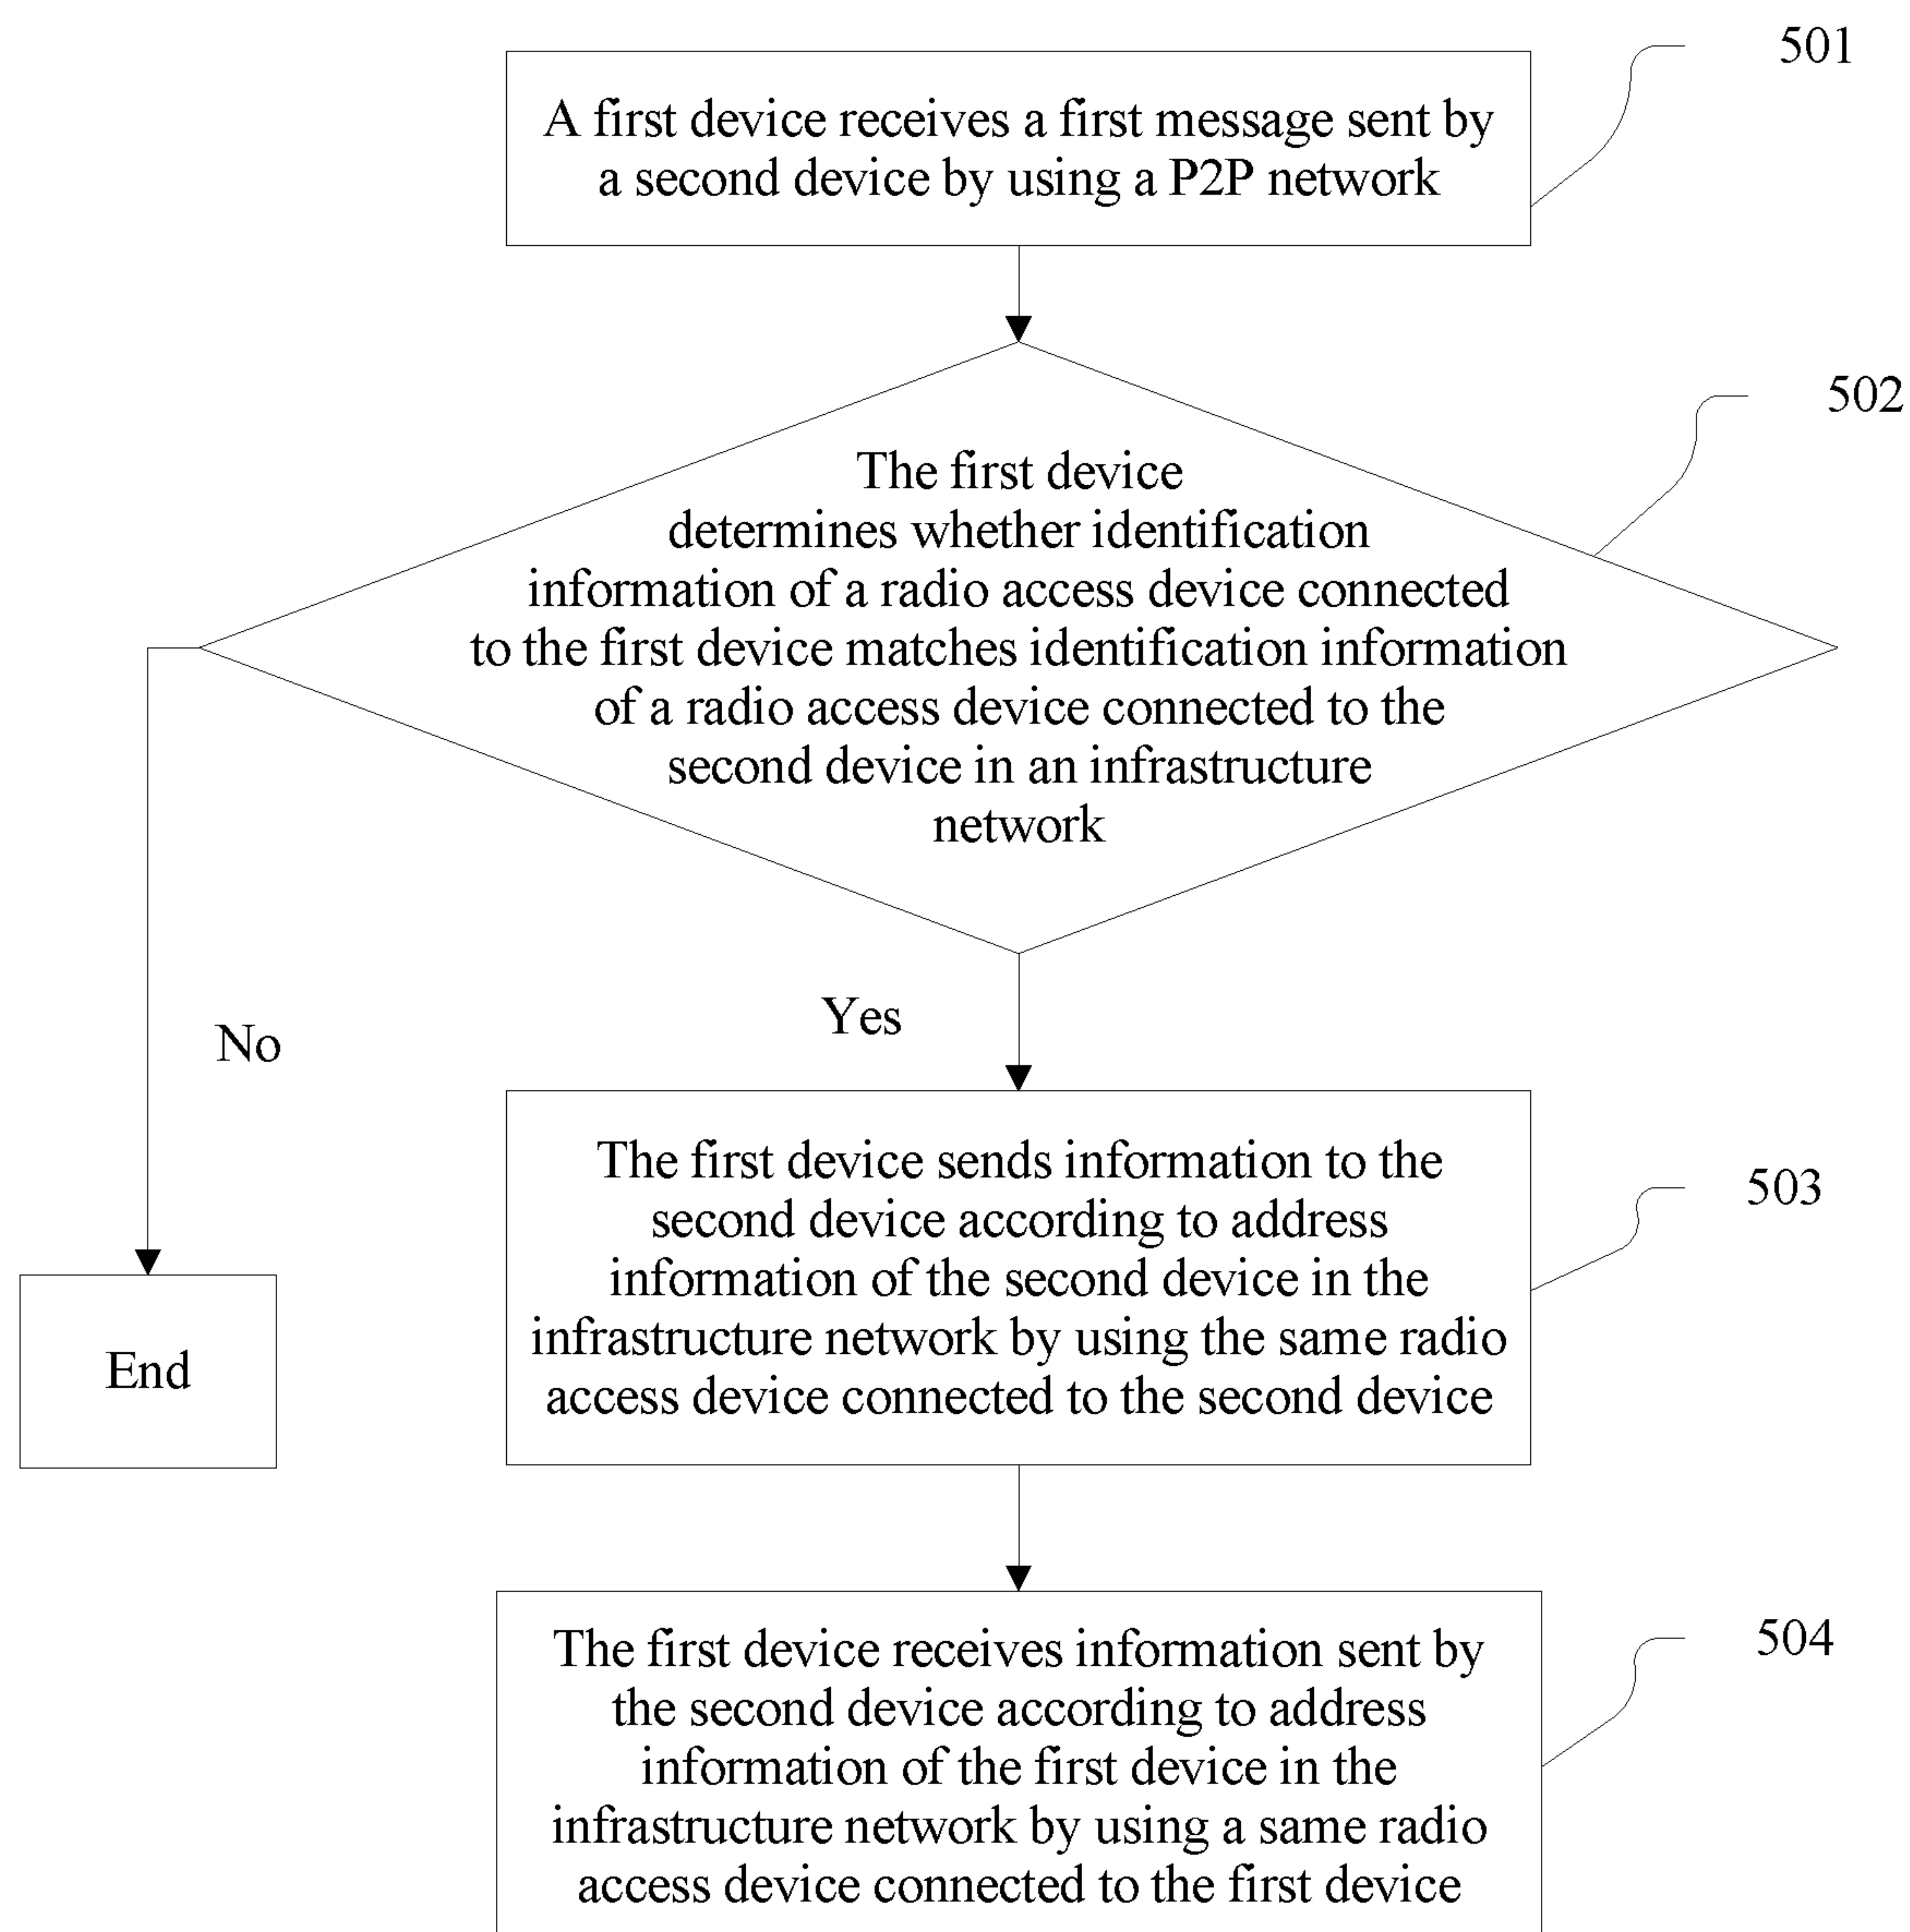 501
A first device receives a first message sent by
a second device by using a P2P network
502
The first device
determines whether identification
information of a radio access device connected
to the first device matches identification information
of a radio access device connected to the
second device in an infrastructure
network
Yes
No
The first device sends information to the
second device according to address
information of the second device in the
infrastructure network by using the same radio
access device connected to the second device
503
End
The first device receives information sent by
the second device according to address
information of the first device in the
infrastructure network by using a same radio
access device connected to the first device
504